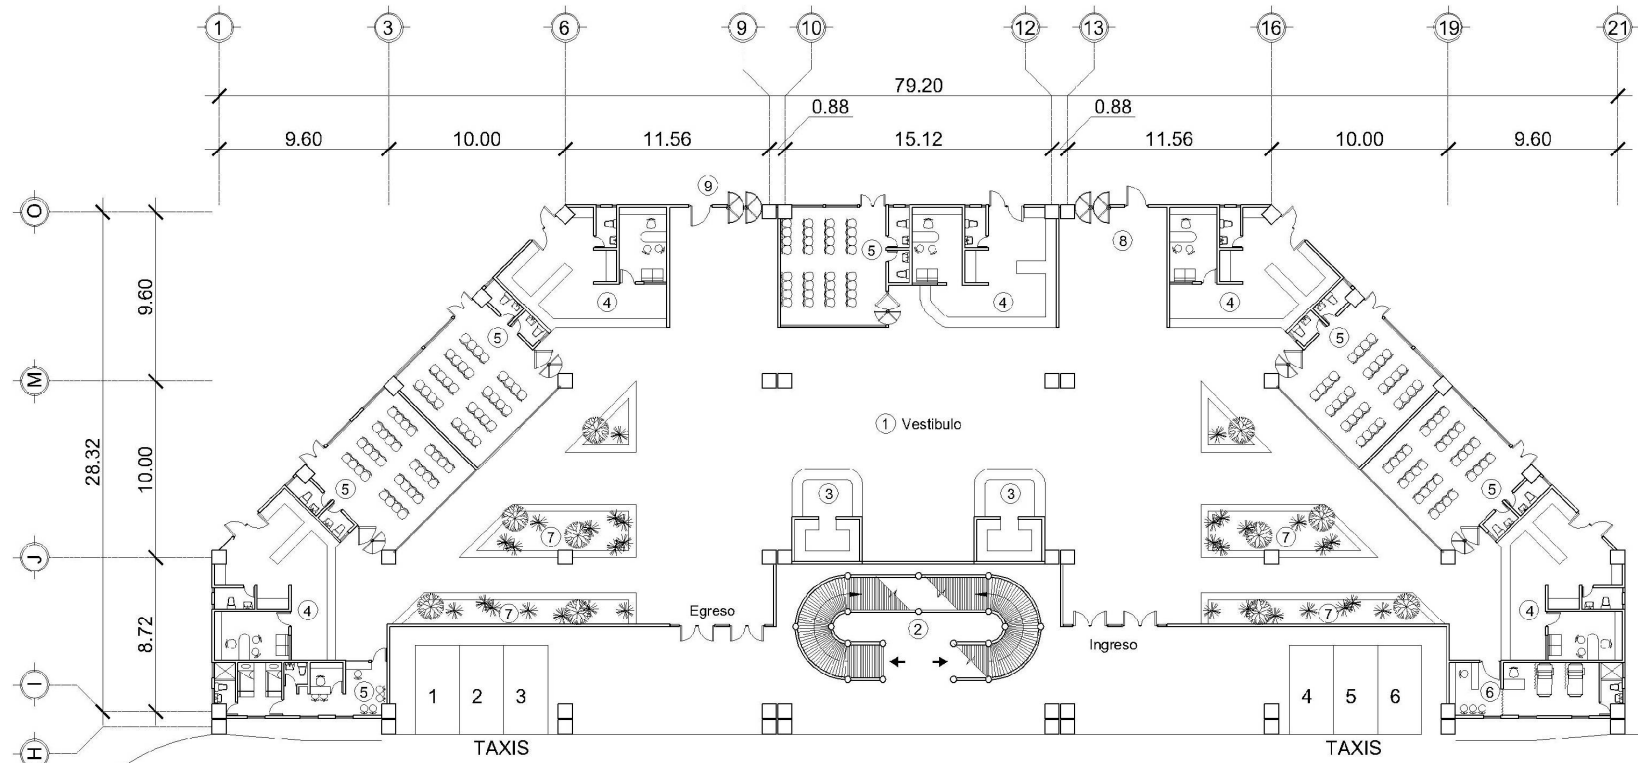 1 3 6 9 10 12 13 16 19 21
79.20
0.88 0.88
9.60 10.00 11.56 15.12 11.56 10.00 9.60
O
9
8
5
4 4 4
9.60
5 5
M
1 Vestibulo
28.32
10.00
5 3 3 5
7 7
J
4 7 Egreso 7 4
2
Ingreso
8.72
I
5 6
1 2 3 4 5 6
H
TAXIS TAXIS